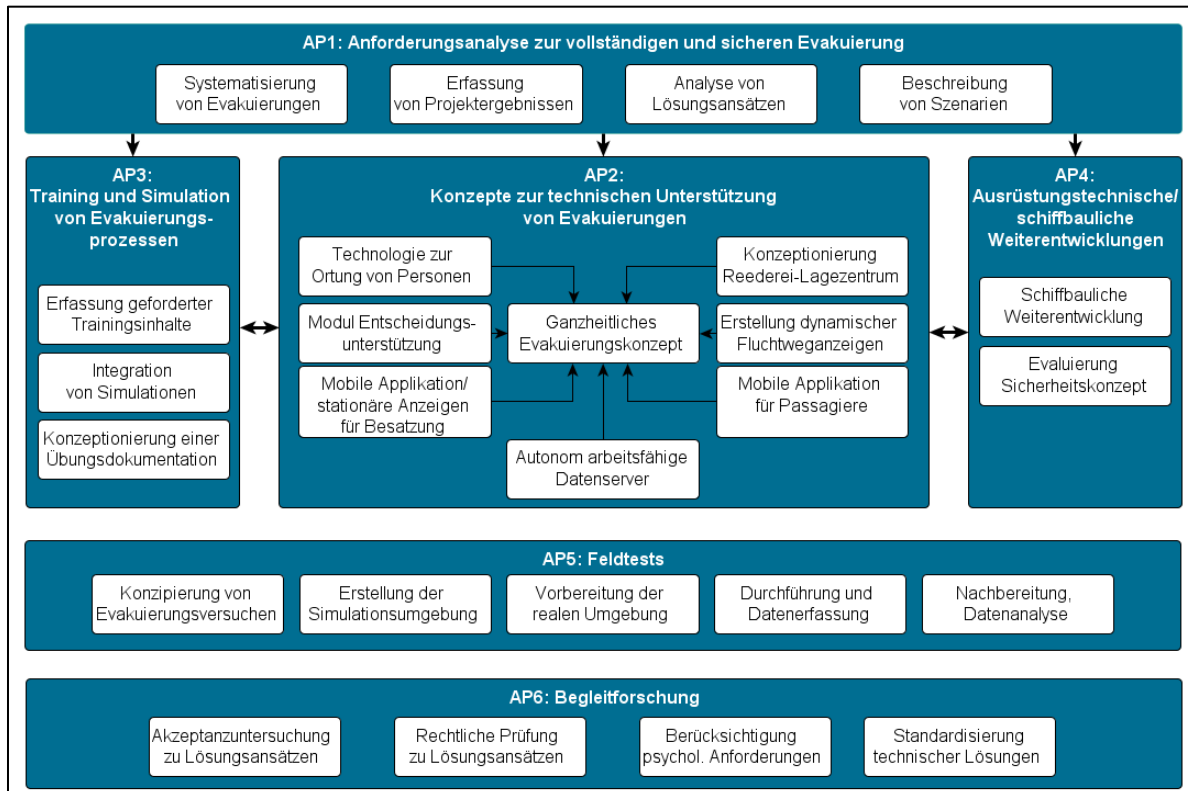 AP1: Anforderungsanalyse zur vollständigen und sicheren Evakuierung
Systematisierung
von Evakuierungen
Erfassung
von Projektergebnissen
Analyse von
Lösungsansätzen
Beschreibung
von Szenarien
AP3:
Training und Simulation
von Evakuierungs-
prozessen
Erfassung geforderter
Trainingsinhalte
Integration
von Simulationen
Konzeptionierung einer
Übungsdokumentation
AP2:
Konzepte zur technischen Unterstützung
von Evakuierungen
Technologie zur
Ortung von Personen
Modul Entscheidungs-
unterstützung
Mobile Applikation/
stationäre Anzeigen
für Besatzung
Ganzheitliches
Evakuierungskonzept
Autonom arbeitsfähige
Datenserver
Konzeptionierung
Reederei-Lagezentrum
Erstellung dynamischer
Fluchtweganzeigen
Mobile Applikation
für Passagiere
AP4:
Ausrüstungstechnische/
schiffbauliche
Weiterentwicklungen
Schiffbauliche
Weiterentwicklung
Evaluierung
Sicherheitskonzept
AP5: Feldtests
Konzipierung von
Evakuierungsversuchen
Erstellung der
Simulationsumgebung
Vorbereitung der
realen Umgebung
Durchführung und
Datenerfassung
Nachbereitung,
Datenanalyse
AP6: Begleitforschung
Akzeptanzuntersuchung
zu Lösungsansätzen
Rechtliche Prüfung
zu Lösungsansätzen
Berücksichtigung
psychol. Anforderungen
Standardisierung
technischer Lösungen